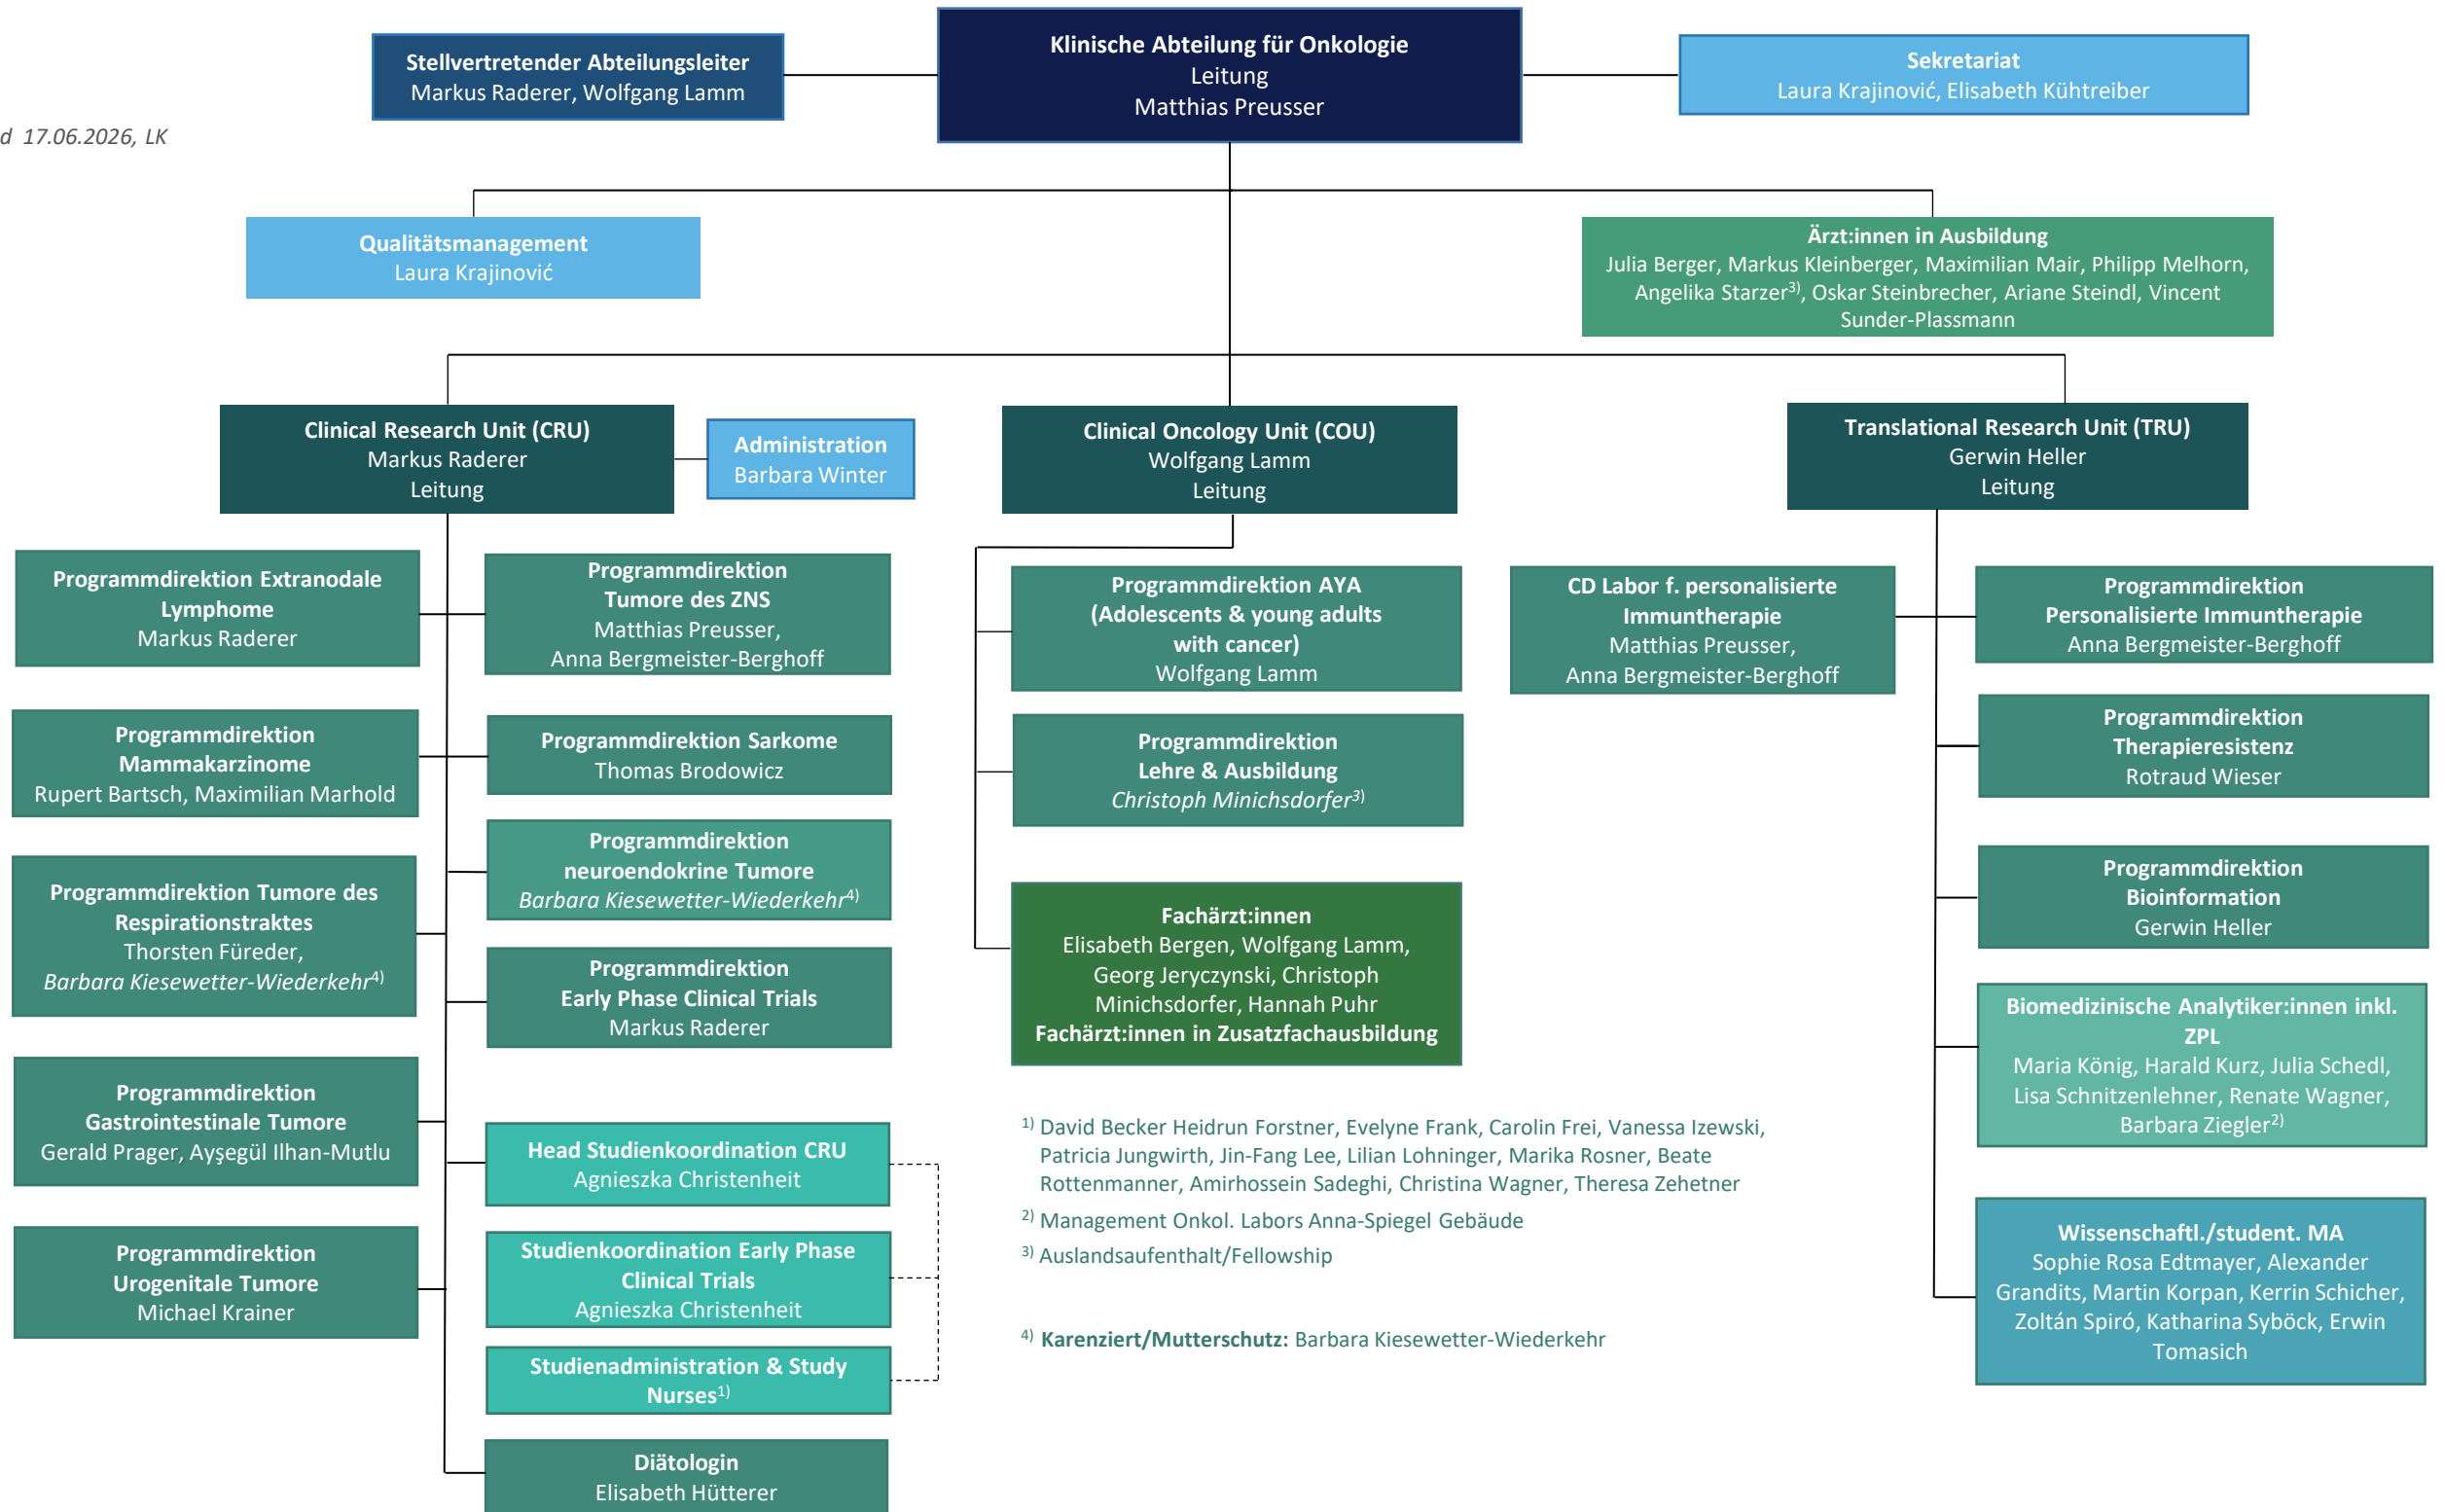 Klinische Abteilung für Onkologie
Leitung
Matthias Preusser
Stellvertretender Abteilungsleiter
Markus Raderer, Wolfgang Lamm
Sekretariat
Laura Krajinović, Elisabeth Kühtreiber
d 17.06.2026, LK
Qualitätsmanagement
Laura Krajinović
Ärzt:innen in Ausbildung
Julia Berger, Markus Kleinberger, Maximilian Mair, Philipp Melhorn,
Angelika Starzer3), Oskar Steinbrecher, Ariane Steindl, Vincent
Sunder-Plassmann
Clinical Research Unit (CRU)
Markus Raderer
Leitung
Administration
Barbara Winter
Clinical Oncology Unit (COU)
Wolfgang Lamm
Leitung
Translational Research Unit (TRU)
Gerwin Heller
Leitung
Programmdirektion Extranodale
Lymphome
Markus Raderer
Programmdirektion
Tumore des ZNS
Matthias Preusser,
Anna Bergmeister-Berghoff
Programmdirektion
Mammakarzinome
Rupert Bartsch, Maximilian Marhold
Programmdirektion Sarkome
Thomas Brodowicz
Programmdirektion Tumore des
Respirationstraktes
Thorsten Füreder,
Barbara Kiesewetter-Wiederkehr4)
Programmdirektion
neuroendokrine Tumore
Barbara Kiesewetter-Wiederkehr4)
Programmdirektion
Early Phase Clinical Trials
Markus Raderer
Programmdirektion
Gastrointestinale Tumore
Gerald Prager, Ayşegül Ilhan-Mutlu
Head Studienkoordination CRU
Agnieszka Christenheit
Programmdirektion
Urogenitale Tumore
Michael Krainer
Studienkoordination Early Phase
Clinical Trials
Agnieszka Christenheit
Studienadministration & Study
Nurses1)
Diätologin
Elisabeth Hütterer
Programmdirektion AYA
(Adolescents & young adults
with cancer)
Wolfgang Lamm
Programmdirektion
Lehre & Ausbildung
Christoph Minichsdorfer3)
Fachärzt:innen
Elisabeth Bergen, Wolfgang Lamm,
Georg Jeryczynski, Christoph
Minichsdorfer, Hannah Puhr
Fachärzt:innen in Zusatzfachausbildung
1) David Becker Heidrun Forstner, Evelyne Frank, Carolin Frei, Vanessa Izewski,
Patricia Jungwirth, Jin-Fang Lee, Lilian Lohninger, Marika Rosner, Beate
Rottenmanner, Amirhossein Sadeghi, Christina Wagner, Theresa Zehetner
2) Management Onkol. Labors Anna-Spiegel Gebäude
3) Auslandsaufenthalt/Fellowship
4) Karenziert/Mutterschutz: Barbara Kiesewetter-Wiederkehr
CD Labor f. personalisierte
Immuntherapie
Matthias Preusser,
Anna Bergmeister-Berghoff
Programmdirektion
Personalisierte Immuntherapie
Anna Bergmeister-Berghoff
Programmdirektion
Therapieresistenz
Rotraud Wieser
Programmdirektion
Bioinformation
Gerwin Heller
Biomedizinische Analytiker:innen inkl.
ZPL
Maria König, Harald Kurz, Julia Schedl,
Lisa Schnitzenlehner, Renate Wagner,
Barbara Ziegler2)
Wissenschaftl./student. MA
Sophie Rosa Edtmayer, Alexander
Grandits, Martin Korpan, Kerrin Schicher,
Zoltán Spiró, Katharina Syböck, Erwin
Tomasich